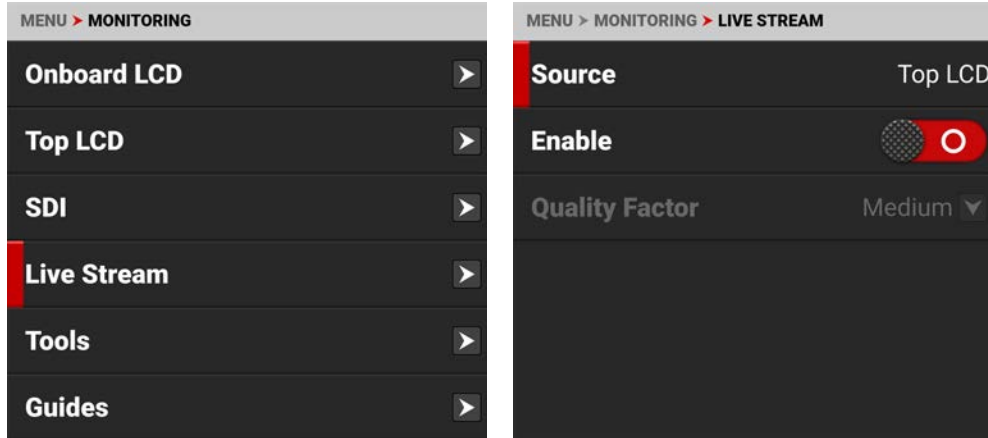 MENU > MONITORING
Onboard LCD
Top LCD
SDI
Live Stream
Tools
Guides
MENU > MONITORING > LIVE STREAM
Source Top LCD
Enable
Quality Factor Medium